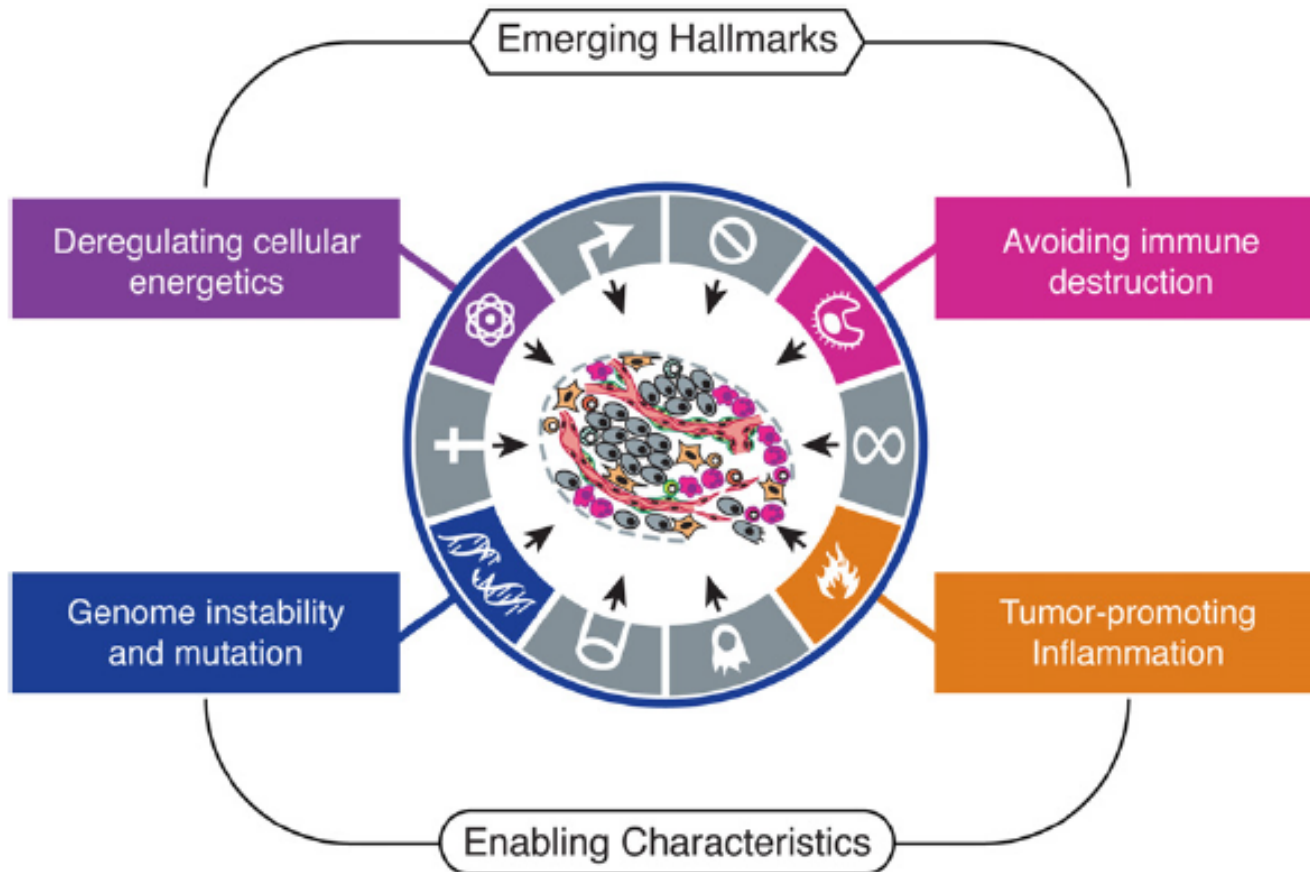 Emerging Hallmarks
Deregulating cellular
energetics
Avoiding immune
destruction
Genome instability
and mutation
Tumor-promoting
Inflammation
Enabling Characteristics